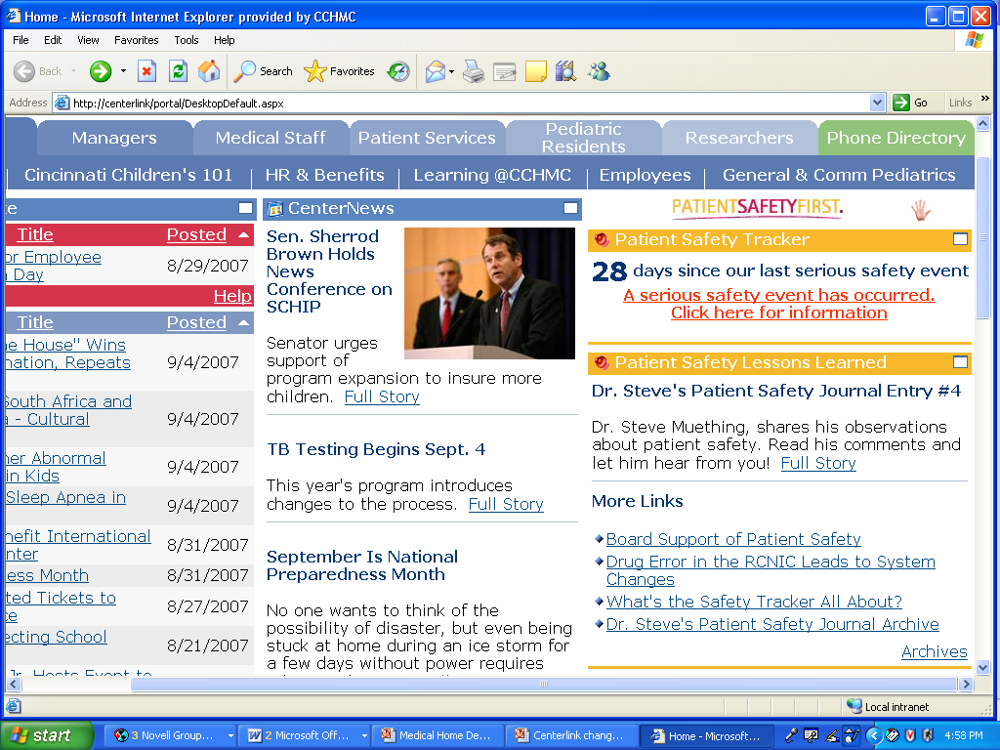 Home - Microsoft Internet Explorer provided by CCHMC
File Edit View Favorites Tools Help
Back Search Favorites
Address http://centerlink/portal/DesktopDefault.aspx Go Links »
Managers Medical Staff Patient Services Pediatric Residents Researchers Phone Directory
Cincinnati Children's 101 | HR & Benefits | Learning @CCHMC | Employees | General & Comm Pediatrics
Title Posted
or Employee
Day 8/29/2007
Help
Title Posted
e House" Wins
nation, Repeats 9/4/2007
South Africa and
- Cultural 9/4/2007
er Abnormal
in Kids 9/4/2007
Sleep Apnea in 9/4/2007
nefit International
nter 8/31/2007
ess Month 8/31/2007
ted Tickets to
ce 8/27/2007
ecting School 8/21/2007
Jr. Hosts Event to
CenterNews
Sen. Sherrod
Brown Holds
News
Conference on
SCHIP
Senator urges
support of
program expansion to insure more
children. Full Story
TB Testing Begins Sept. 4
This year's program introduces
changes to the process. Full Story
September Is National
Preparedness Month
No one wants to think of the
possibility of disaster, but even being
stuck at home during an ice storm for
a few days without power requires
PATIENTSAFETYFIRST.
Patient Safety Tracker
28 days since our last serious safety event
A serious safety event has occurred.
Click here for information
Patient Safety Lessons Learned
Dr. Steve's Patient Safety Journal Entry #4
Dr. Steve Muething, shares his observations
about patient safety. Read his comments and
let him hear from you! Full Story
More Links
Board Support of Patient Safety
Drug Error in the RCNIC Leads to System
Changes
What's the Safety Tracker All About?
Dr. Steve's Patient Safety Journal Archive
Archives
Local intranet
start 3 Novell Group... 2 Microsoft Off... Medical Home De... Centerlink chang... Home - Microsoft... 4:58 PM